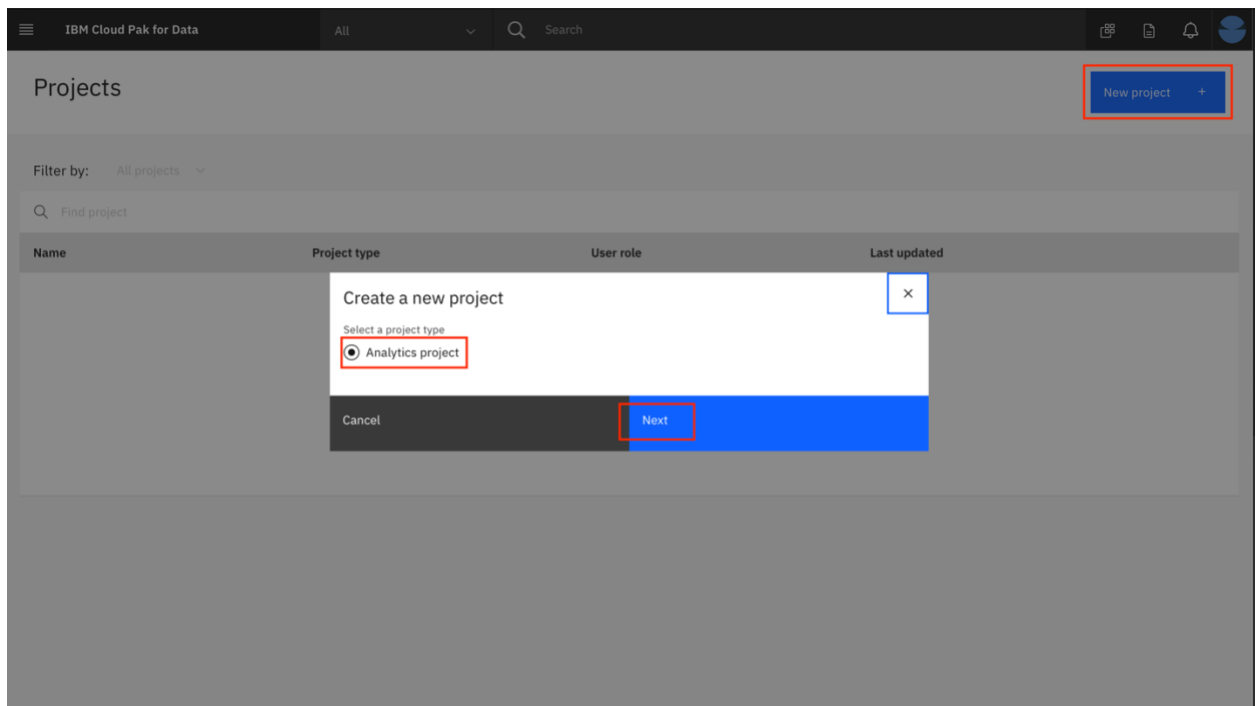 IBM Cloud Pak for Data All Search
Projects
New project +
Filter by: All projects
Find project
Name Project type User role Last updated
Create a new project
Select a project type
Analytics project
Cancel Next